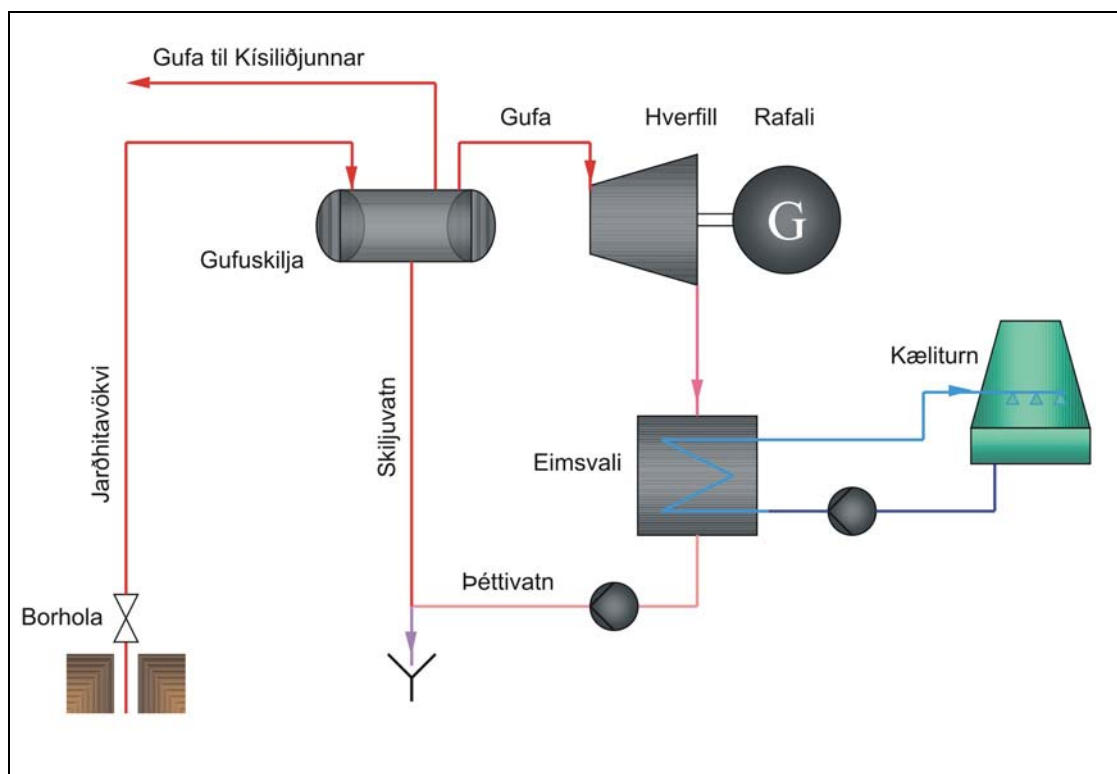 Gufa til Kísiliðjunnar
Gufa
Hverfill
Rafali
G
Gufuskilja
Kæliturn
Jarðhitavökvi
Skiljuvatn
Eimsvali
Þéttivatn
Borhola